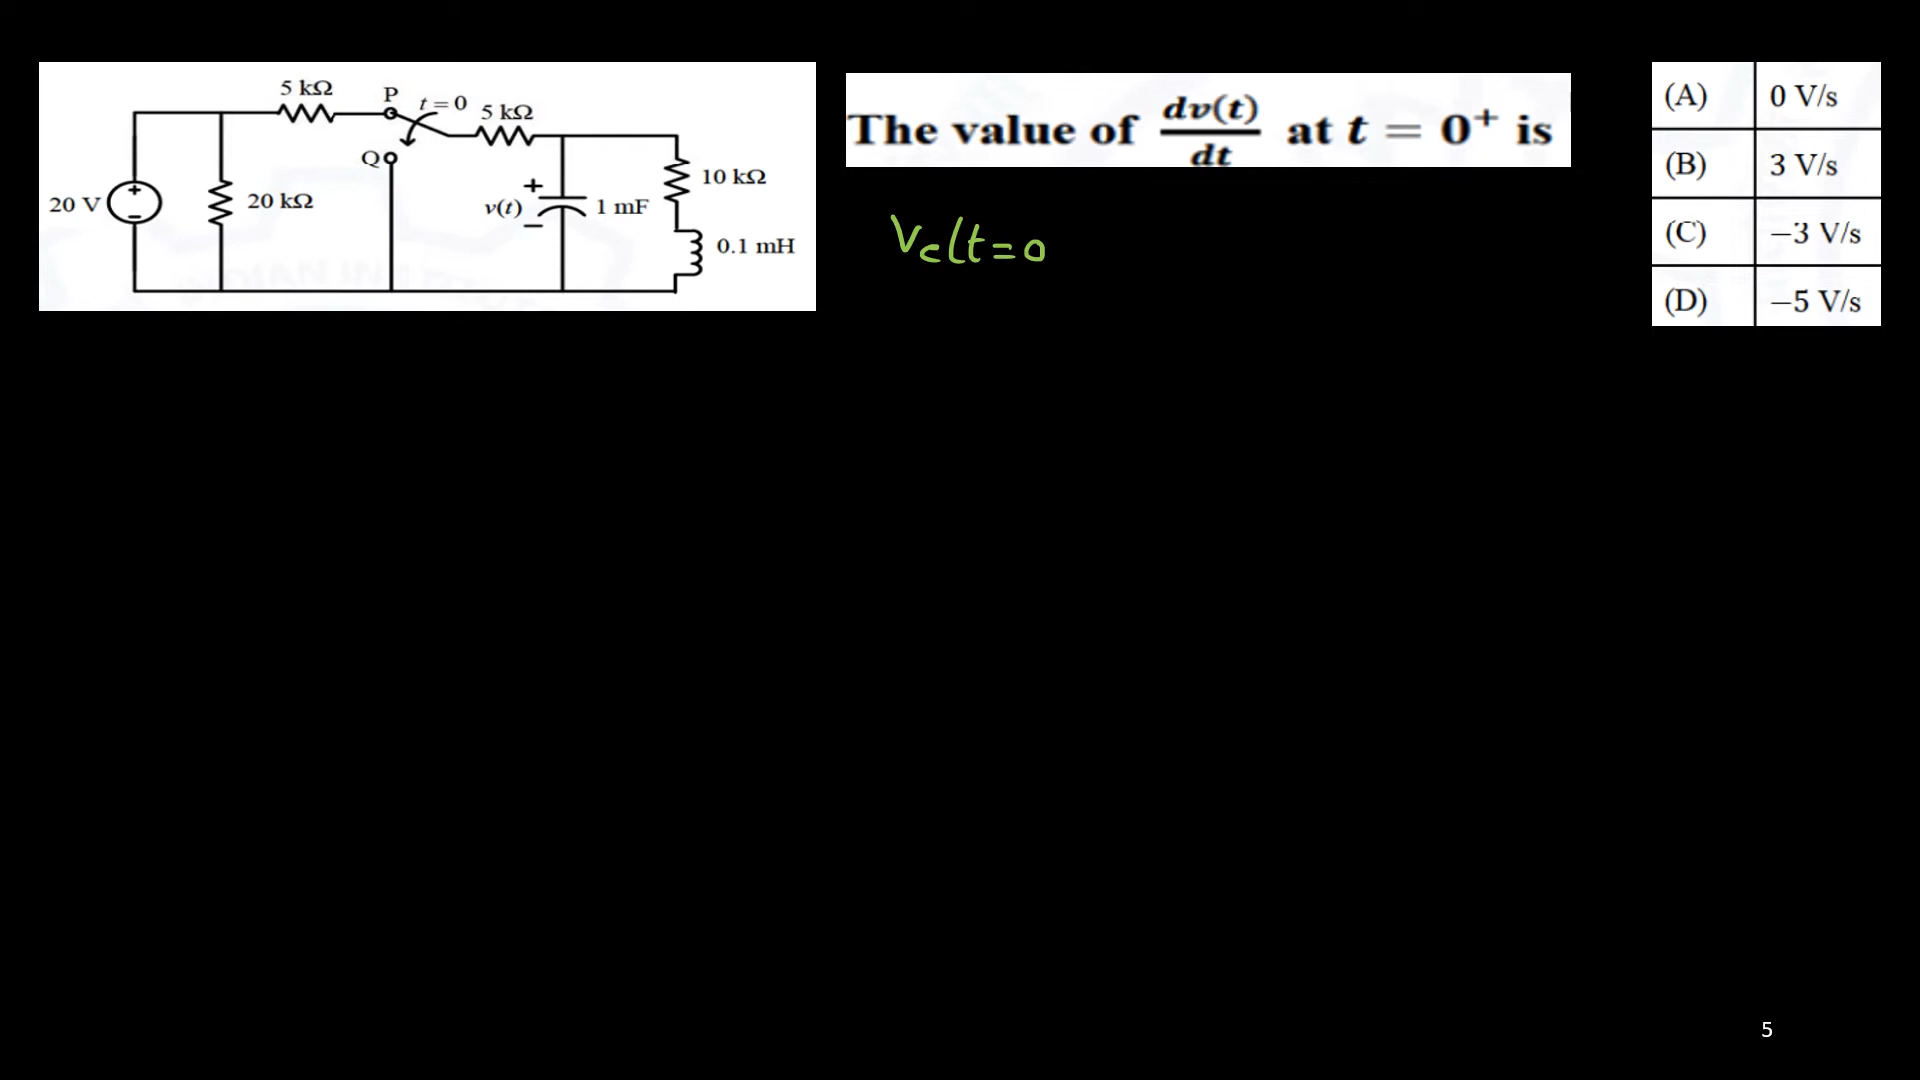 5 kΩ
P
t = 0
5 kΩ
Q
20 V
+
−
20 kΩ
+
v(t)
−
1 mF
10 kΩ
0.1 mH
The value of dv(t)/dt at t = 0⁺ is
Vc(t=0
(A) 0 V/s
(B) 3 V/s
(C) −3 V/s
(D) −5 V/s
5